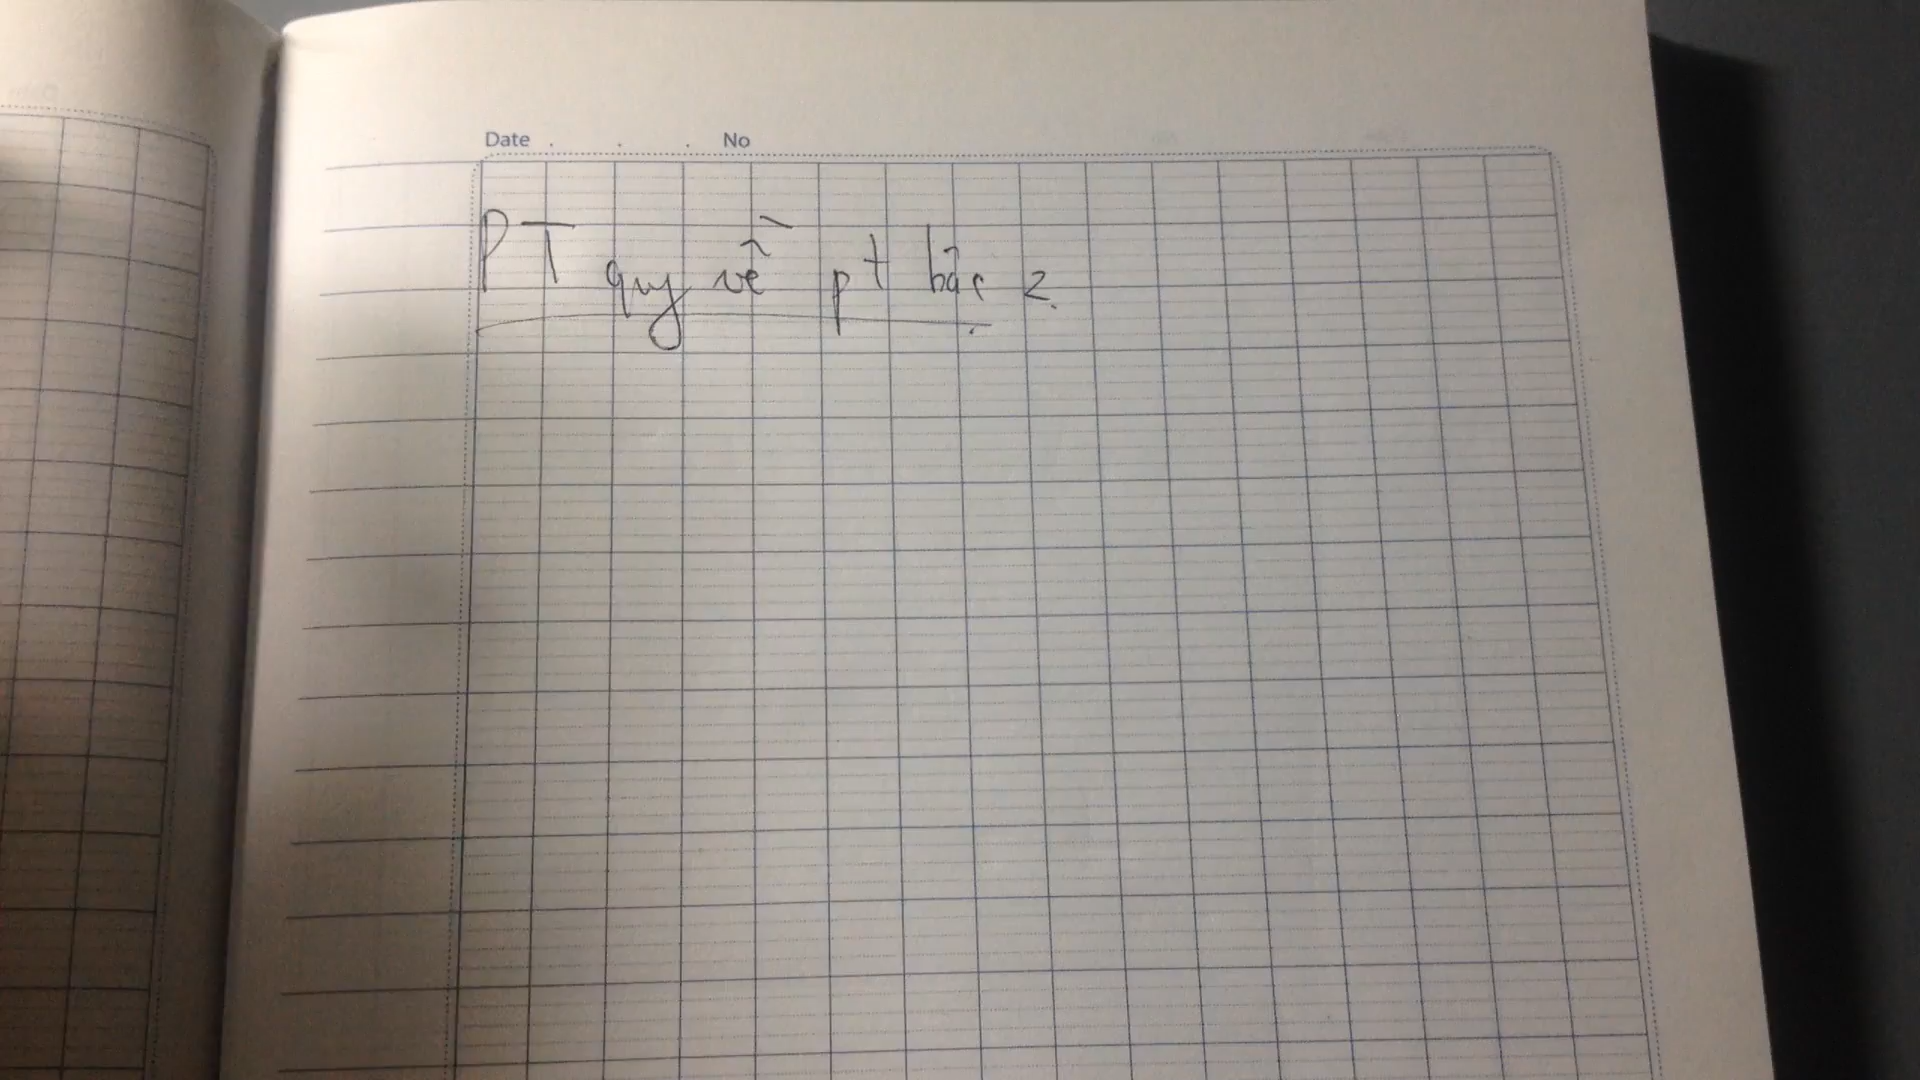 Date . . . No
PT quy về pt bậc 2